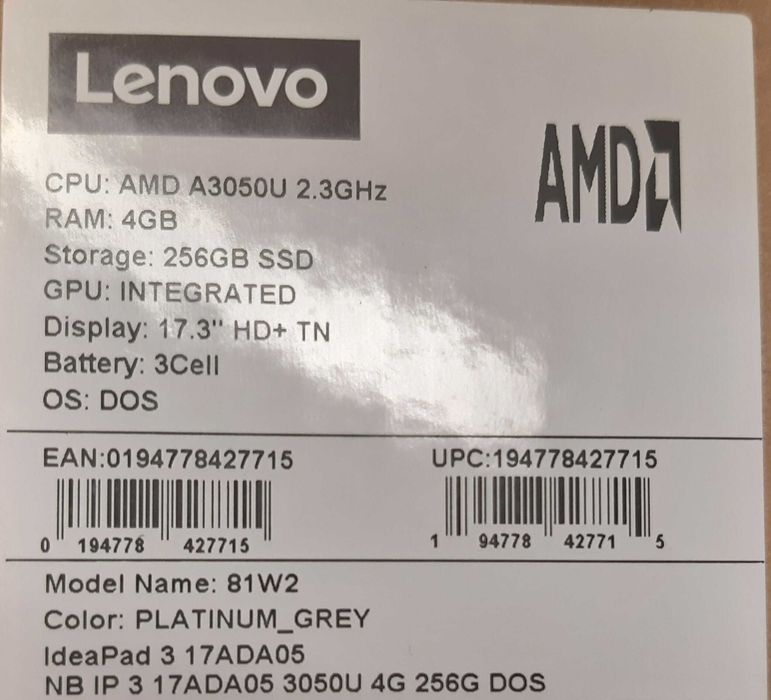 Lenovo
AMD
CPU: AMD A3050U 2.3GHz
RAM: 4GB
Storage: 256GB SSD
GPU: INTEGRATED
Display: 17.3" HD+ TN
Battery: 3Cell
OS: DOS
EAN:0194778427715
UPC:194778427715
0 194778 427715
1 94778 42771 5
Model Name: 81W2
Color: PLATINUM_GREY
IdeaPad 3 17ADA05
NB IP 3 17ADA05 3050U 4G 256G DOS